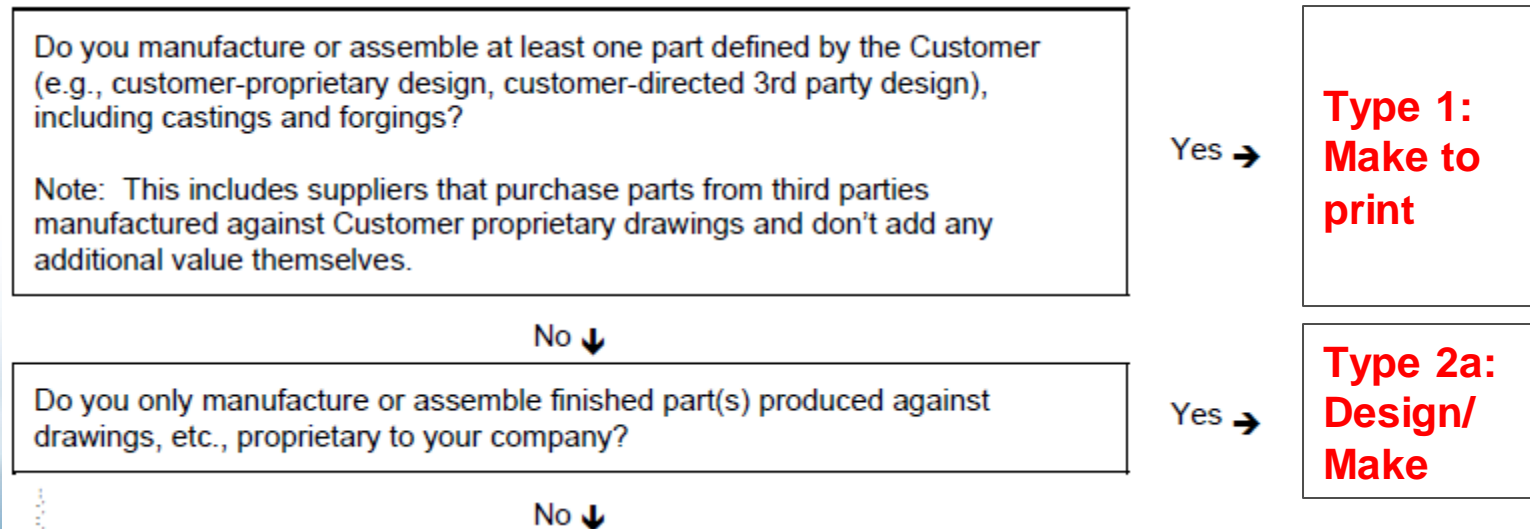 Do you manufacture or assemble at least one part defined by the Customer
(e.g., customer-proprietary design, customer-directed 3rd party design),
including castings and forgings?
Note: This includes suppliers that purchase parts from third parties
manufactured against Customer proprietary drawings and don't add any
additional value themselves.
Yes →
Type 1:
Make to
print
No ↓
Do you only manufacture or assemble finished part(s) produced against
drawings, etc., proprietary to your company?
Yes →
Type 2a:
Design/
Make
No ↓